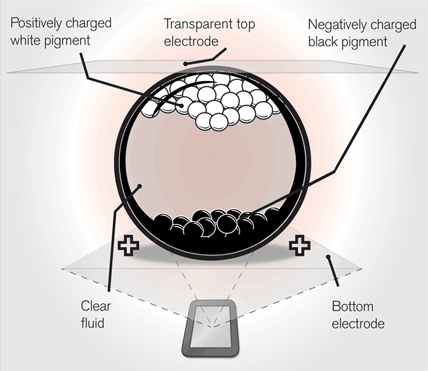 Positively charged
white pigment
Transparent top
electrode
Negatively charged
black pigment
Clear
fluid
Bottom
electrode